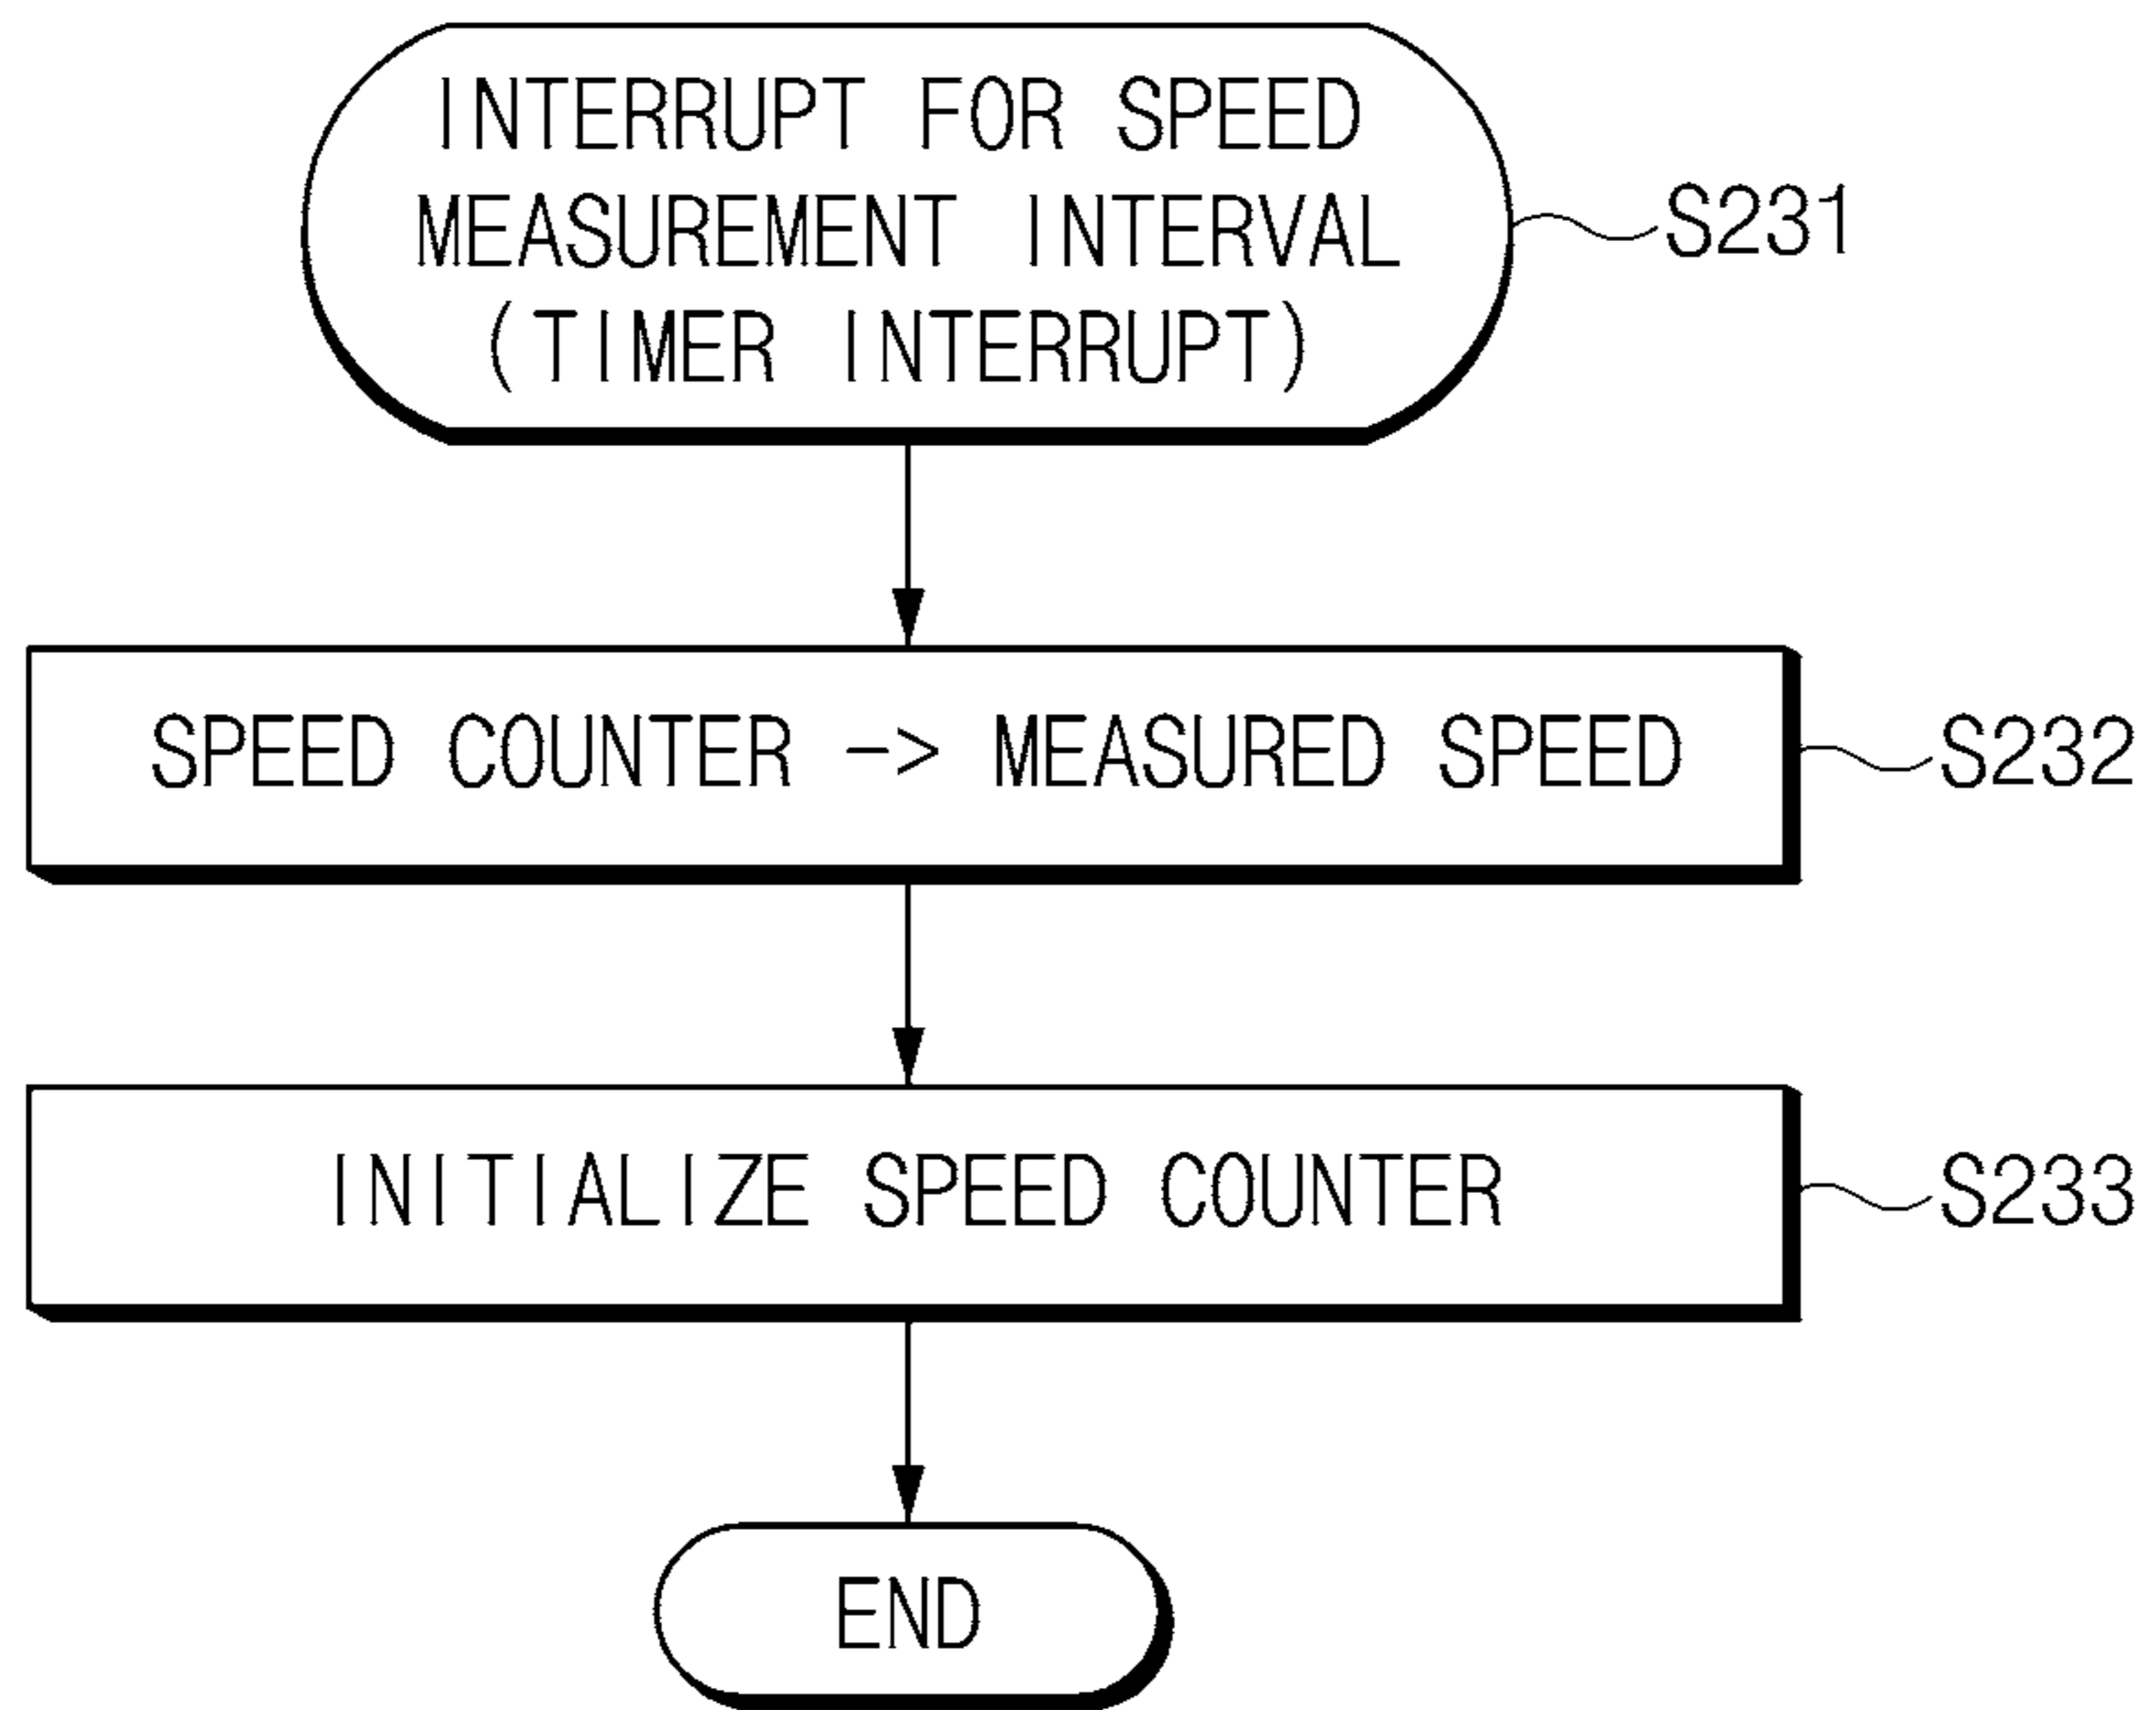 INTERRUPT FOR SPEED
MEASUREMENT INTERVAL
(TIMER INTERRUPT)
S231
SPEED COUNTER -> MEASURED SPEED
S232
INITIALIZE SPEED COUNTER
S233
END